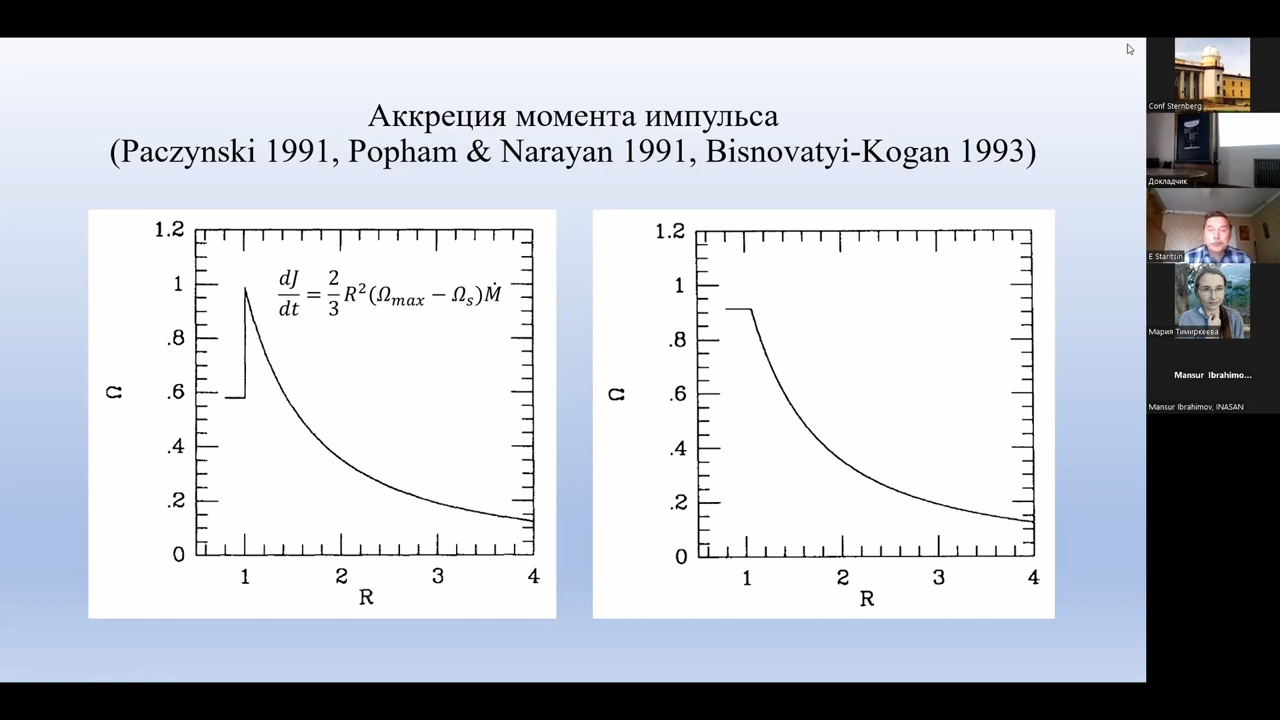 Аккреция момента импульса
(Paczynski 1991, Popham & Narayan 1991, Bisnovatyi-Kogan 1993)
1.2
1
.8
.6
.4
.2
0
Ω
dJ/dt = 2/3 R²(Ωmax − Ωs)Ṁ
1 2 3 4
R
1.2
1
.8
.6
.4
.2
0
Ω
1 2 3 4
R
Conf Sternberg
Докладчик
E Staritsin
Мария Тимиркеева
Mansur Ibrahimo...
Mansur Ibrahimov, INASAN